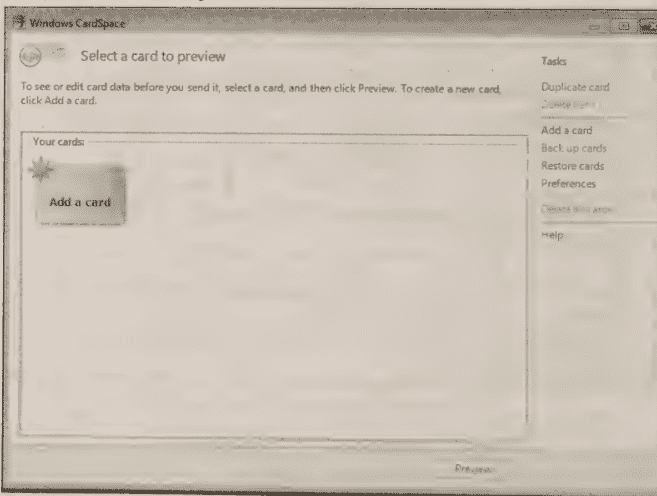 Windows CardSpace
Select a card to preview
To see or edit card data before you send it, select a card, and then click Preview. To create a new card,
click Add a card.
Your cards:
Add a card
Preview
Tasks
Duplicate card
Delete card
Add a card
Back up cards
Restore cards
Preferences
Help